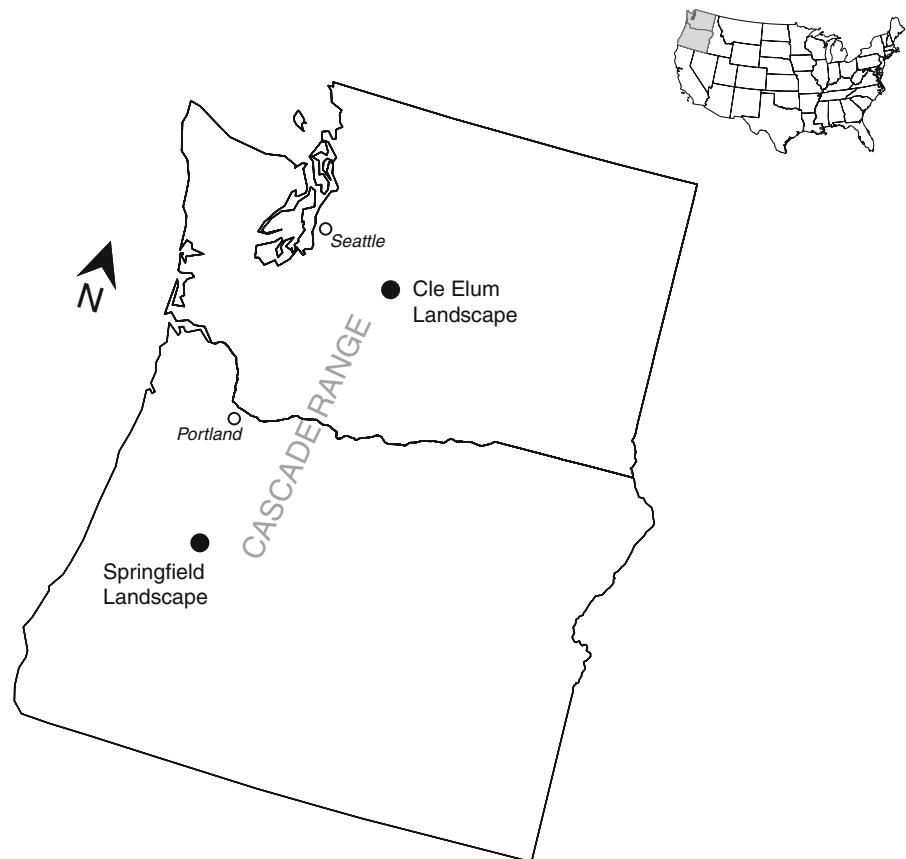 Seattle
Cle Elum
Landscape
N
CASCADE RANGE
Portland
Springfield
Landscape